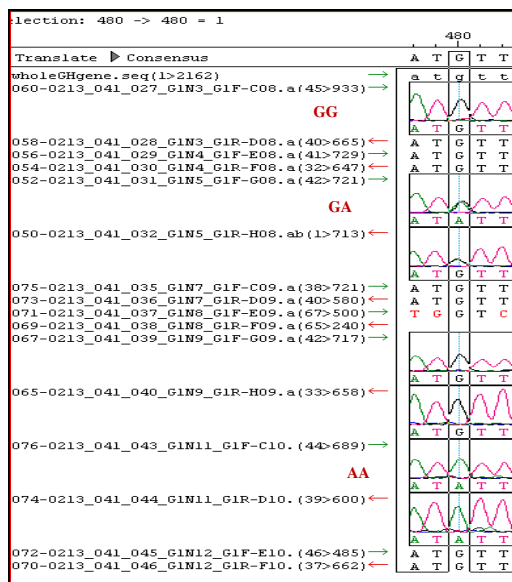 election: 480 -> 480 = 1
480
Translate ▶ Consensus A T G T T
wholeGHgene.seq(1>2162) → a t g t t
060-0213_041_027_G1N3_G1F-C08.a(45>933) →
GG
A T G T T
058-0213_041_028_G1N3_G1R-D08.a(40>665) ← A T G T T
056-0213_041_029_G1N4_G1F-E08.a(41>729) → A T G T T
054-0213_041_030_G1N4_G1R-F08.a(32>647) ← A T G T T
052-0213_041_031_G1N5_G1F-G08.a(42>721) →
GA
A T A T T
050-0213_041_032_G1N5_G1R-H08.ab(1>713) ←
A T G T T
075-0213_041_035_G1N7_G1F-C09.a(38>721) → A T G T T
073-0213_041_036_G1N7_G1R-D09.a(40>580) ← A T G T T
071-0213_041_037_G1N8_G1F-E09.a(67>500) → T G G T C
069-0213_041_038_G1N8_G1R-F09.a(65>240) ←
067-0213_041_039_G1N9_G1F-G09.a(42>717) →
A T G T T
065-0213_041_040_G1N9_G1R-H09.a(33>658) ←
A T G T T
076-0213_041_043_G1N11_G1F-C10.(44>689) →
A T A T T
AA
074-0213_041_044_G1N11_G1R-D10.(39>600) ←
A T A T T
072-0213_041_045_G1N12_G1F-E10.(46>485) → A T G T T
070-0213_041_046_G1N12_G1R-F10.(37>662) ← A T G T T